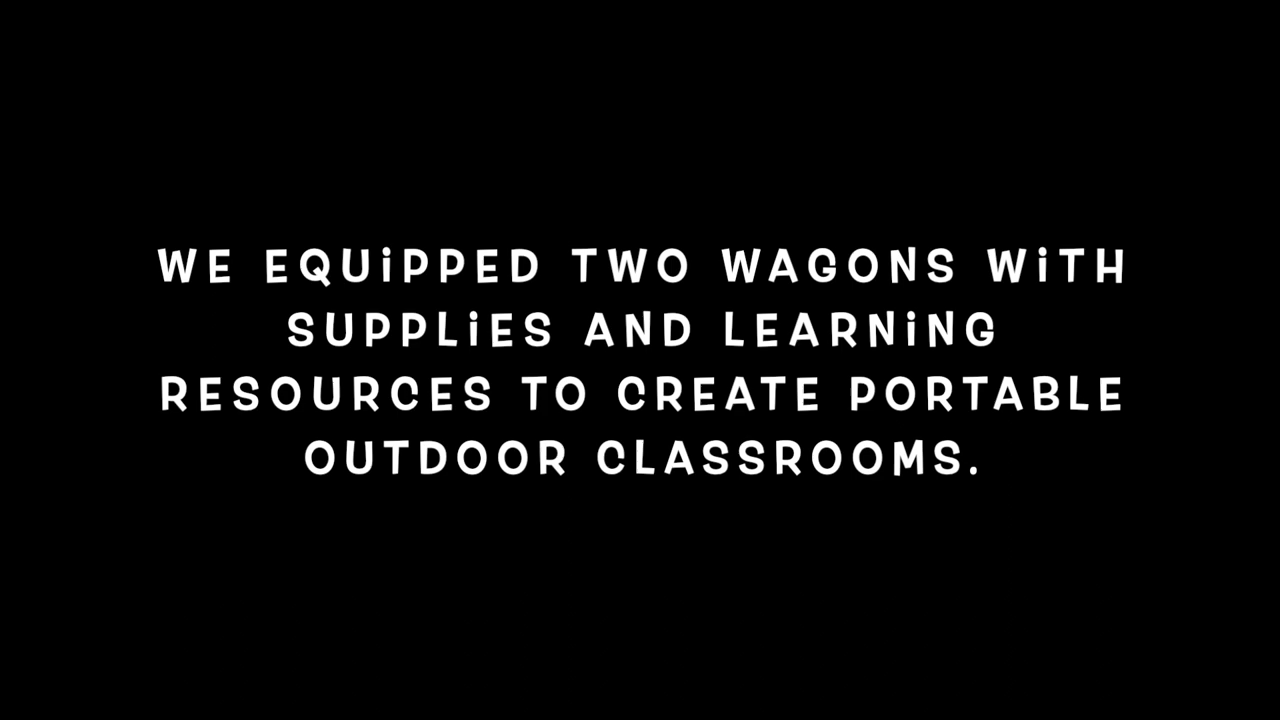 WE EQUiPPED TWO WAGONS WiTH
SUPPLiES AND LEARNiNG
RESOURCES TO CREATE PORTABLE
OUTDOOR CLASSROOMS.